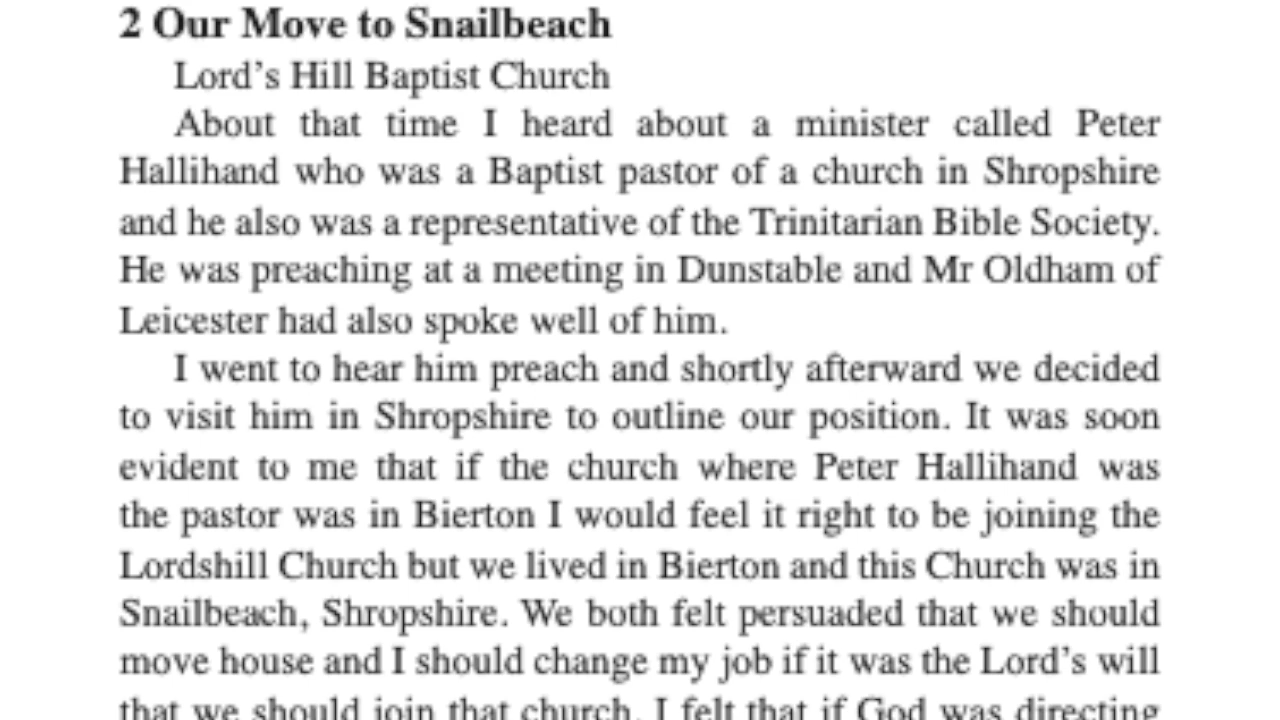 2 Our Move to Snailbeach
Lord's Hill Baptist Church
About that time I heard about a minister called Peter
Hallihand who was a Baptist pastor of a church in Shropshire
and he also was a representative of the Trinitarian Bible Society.
He was preaching at a meeting in Dunstable and Mr Oldham of
Leicester had also spoke well of him.
I went to hear him preach and shortly afterward we decided
to visit him in Shropshire to outline our position. It was soon
evident to me that if the church where Peter Hallihand was
the pastor was in Bierton I would feel it right to be joining the
Lordshill Church but we lived in Bierton and this Church was in
Snailbeach, Shropshire. We both felt persuaded that we should
move house and I should change my job if it was the Lord's will
that we should join that church. I felt that if God was directing